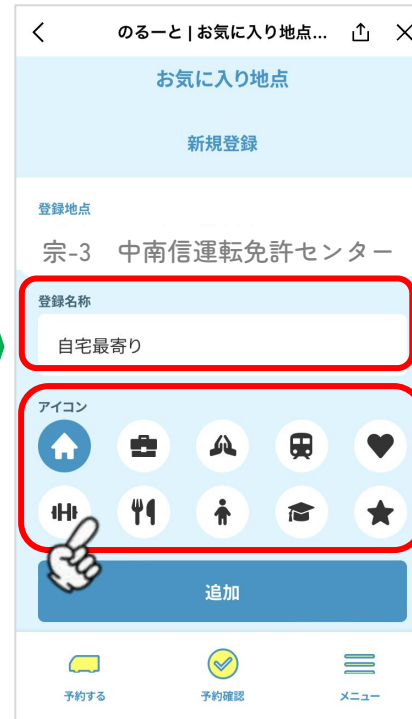 のるーと | お気に入り地点...
お気に入り地点
新規登録
登録地点
宗-3 中南信運転免許センター
登録名称
自宅最寄り
アイコン
追加
予約する 予約確認 メニュー